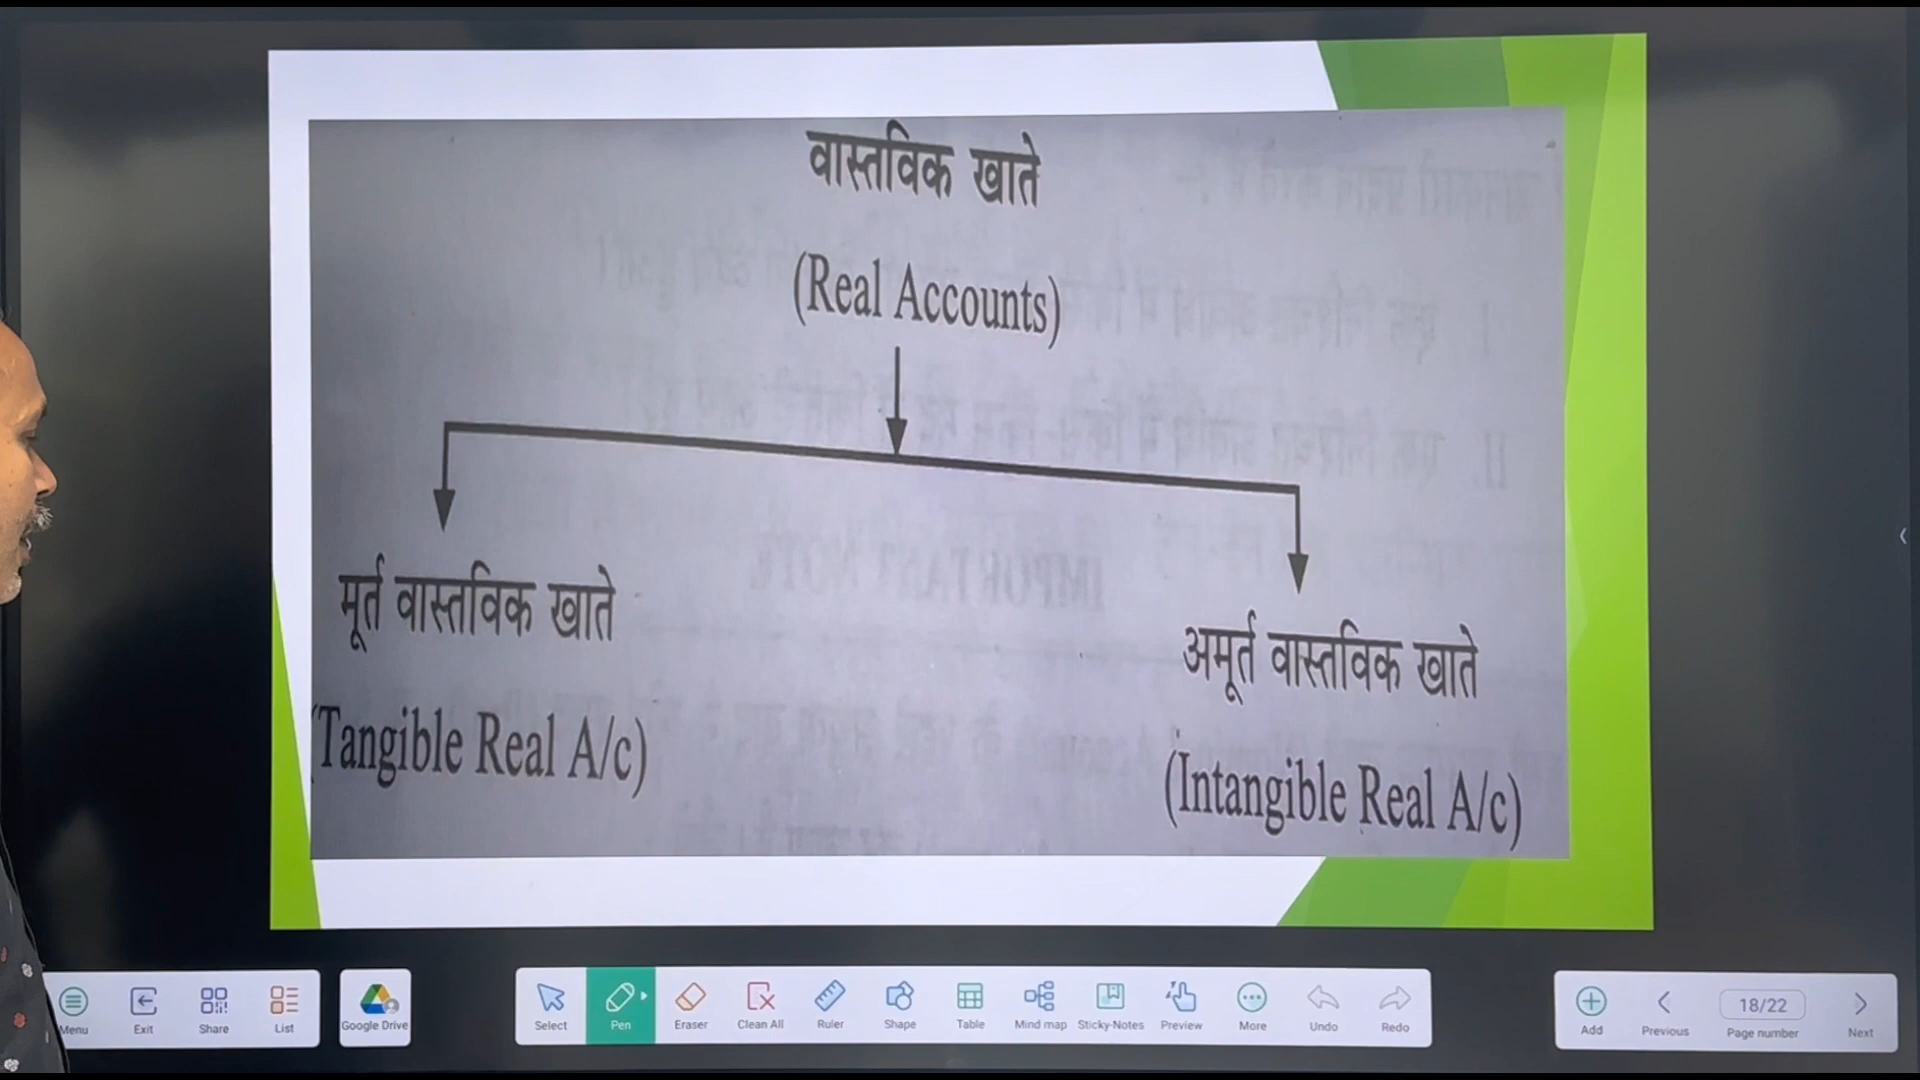 वास्तविक खाते
(Real Accounts)
मूर्त वास्तविक खाते
(Tangible Real A/c)
अमूर्त वास्तविक खाते
(Intangible Real A/c)
IMPORTANT NOTE
Menu
Exit
Share
List
Google Drive
Select
Pen
Eraser
Clean All
Ruler
Shape
Table
Mind map
Sticky-Notes
Preview
More
Undo
Redo
Add
Previous
18/22
Page number
Next